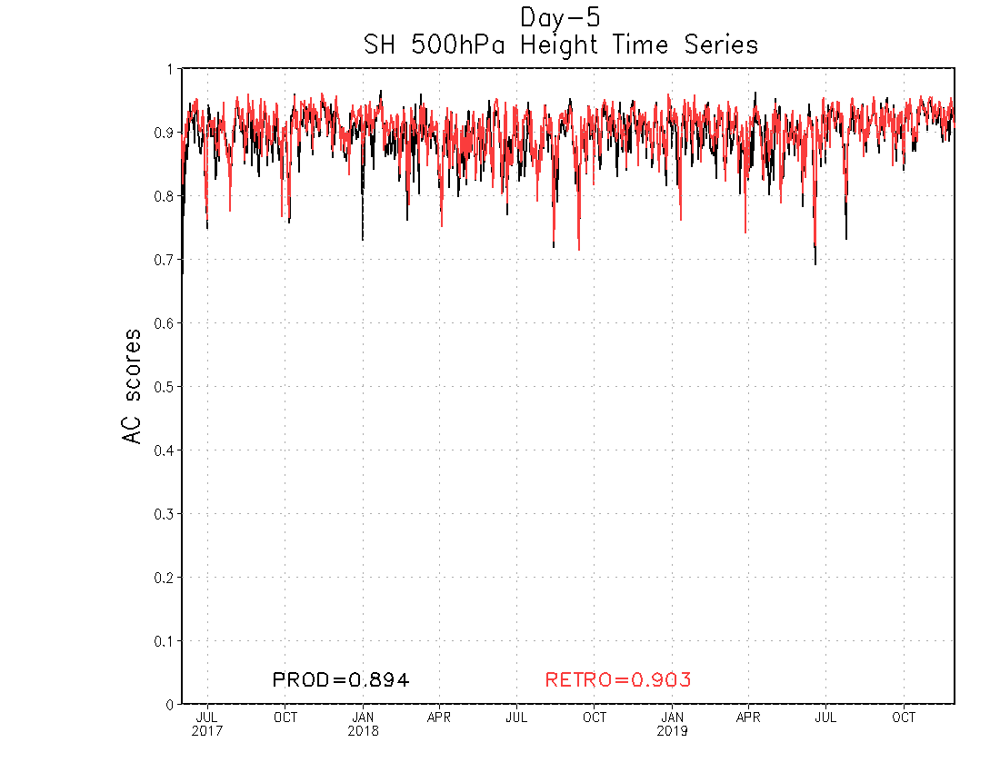 Day-5
SH 500hPa Height Time Series
1
0.9
0.8
0.7
0.6
0.5
0.4
0.3
0.2
0.1
0
AC scores
PROD=0.894
RETRO=0.903
JUL OCT JAN APR JUL OCT JAN APR JUL OCT
2017 2018 2019